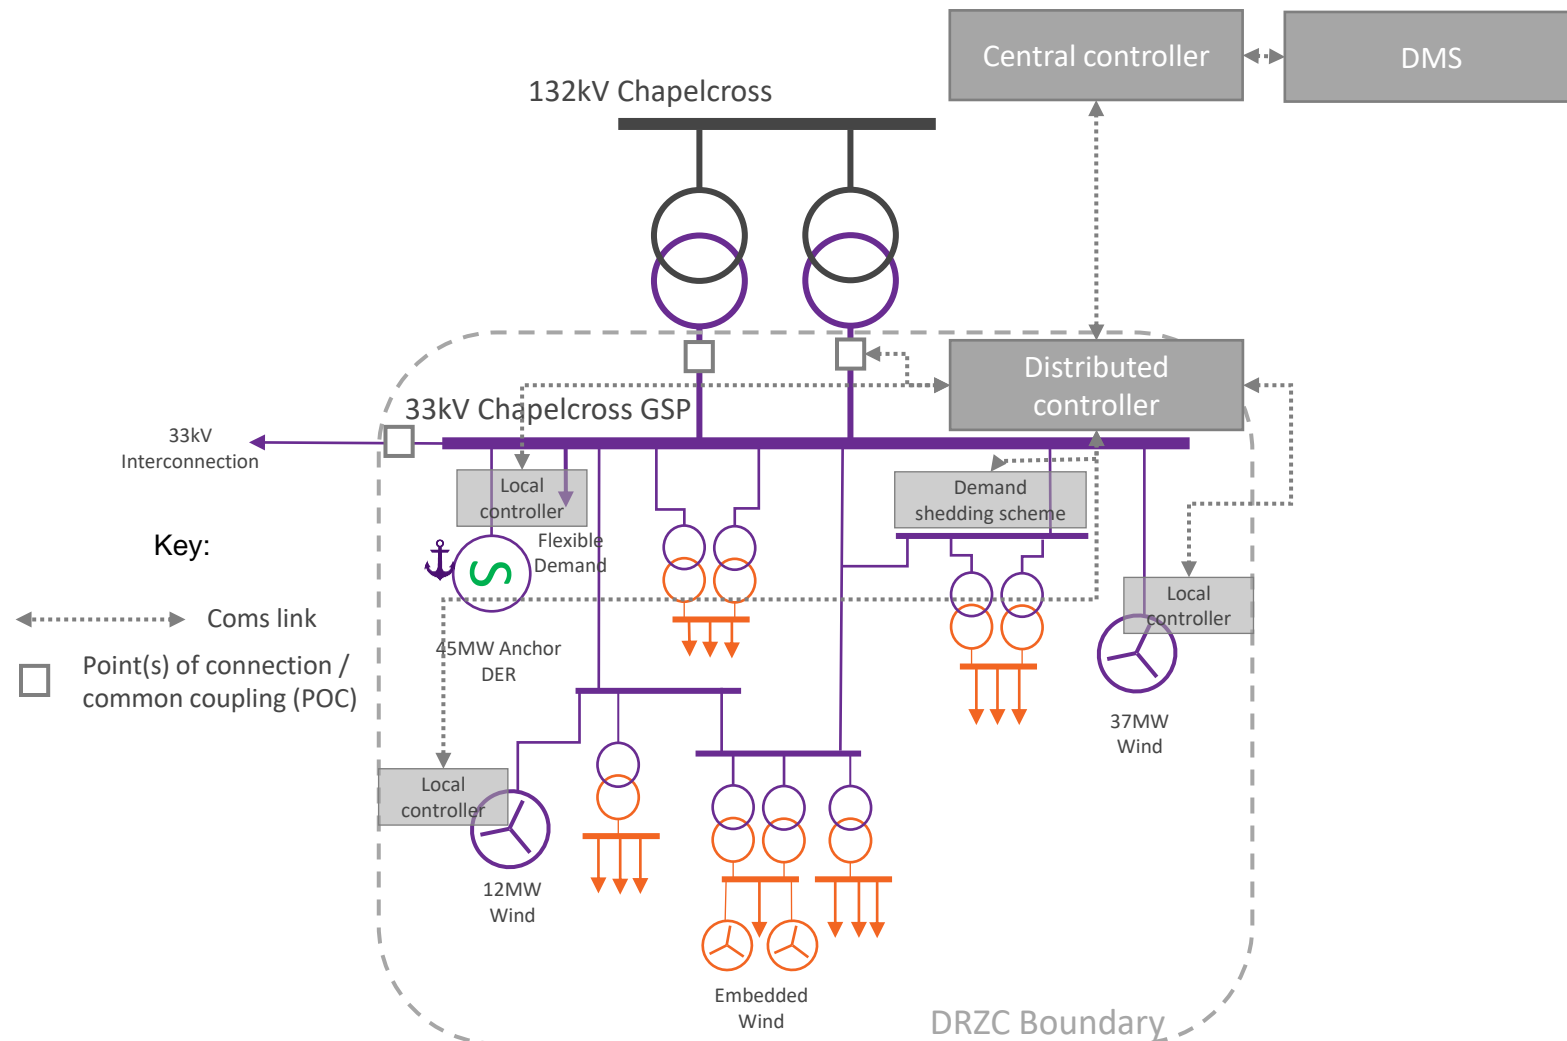 Central controller
DMS
132kV Chapelcross
Distributed
controller
33kV Chapelcross GSP
33kV
Interconnection
Local
controller
Demand
shedding scheme
Key:
Flexible
Demand
S
Coms link
Local
controller
45MW Anchor
DER
Point(s) of connection /
common coupling (POC)
37MW
Wind
Local
controller
12MW
Wind
Embedded
Wind
DRZC Boundary